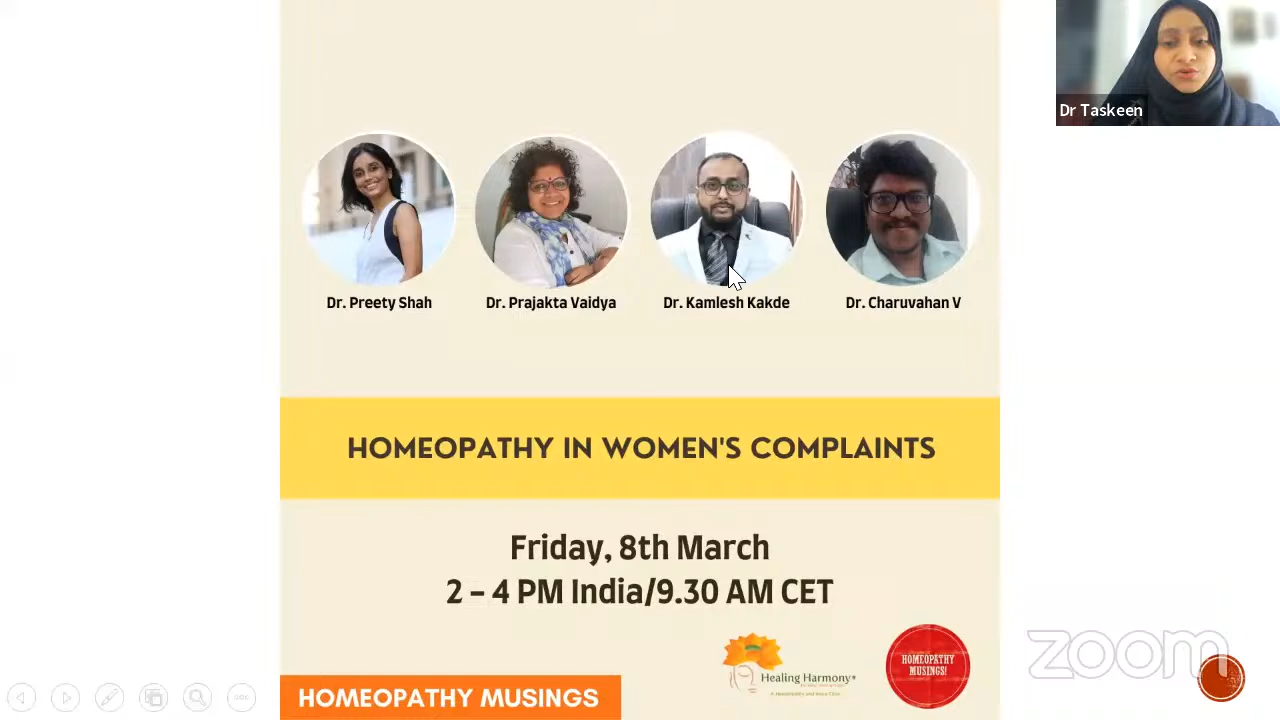 Dr Taskeen
Dr. Preety Shah
Dr. Prajakta Vaidya
Dr. Kamlesh Kakde
Dr. Charuvahan V
HOMEOPATHY IN WOMEN'S COMPLAINTS
Friday, 8th March
2 – 4 PM India/9.30 AM CET
Healing Harmony
HOMEOPATHY
MUSINGS!
zoom
HOMEOPATHY MUSINGS